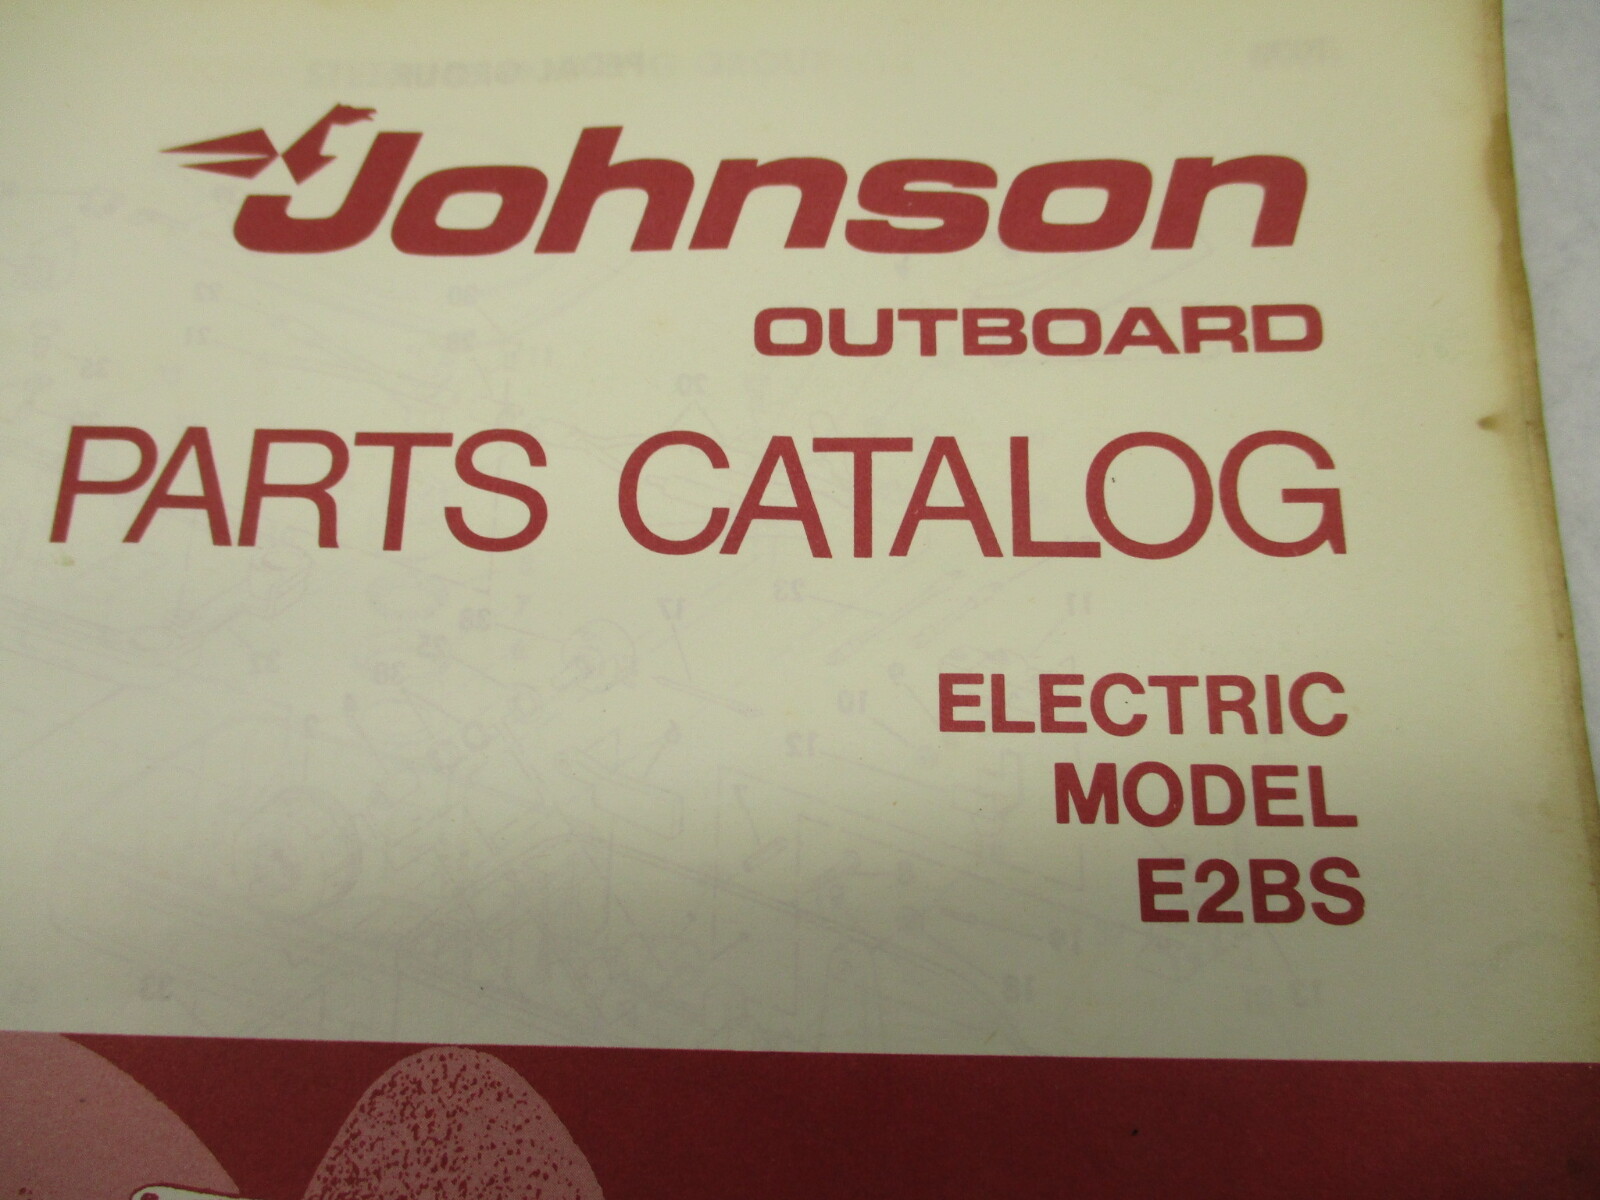 Johnson
OUTBOARD
PARTS CATALOG
ELECTRIC
MODEL
E2BS